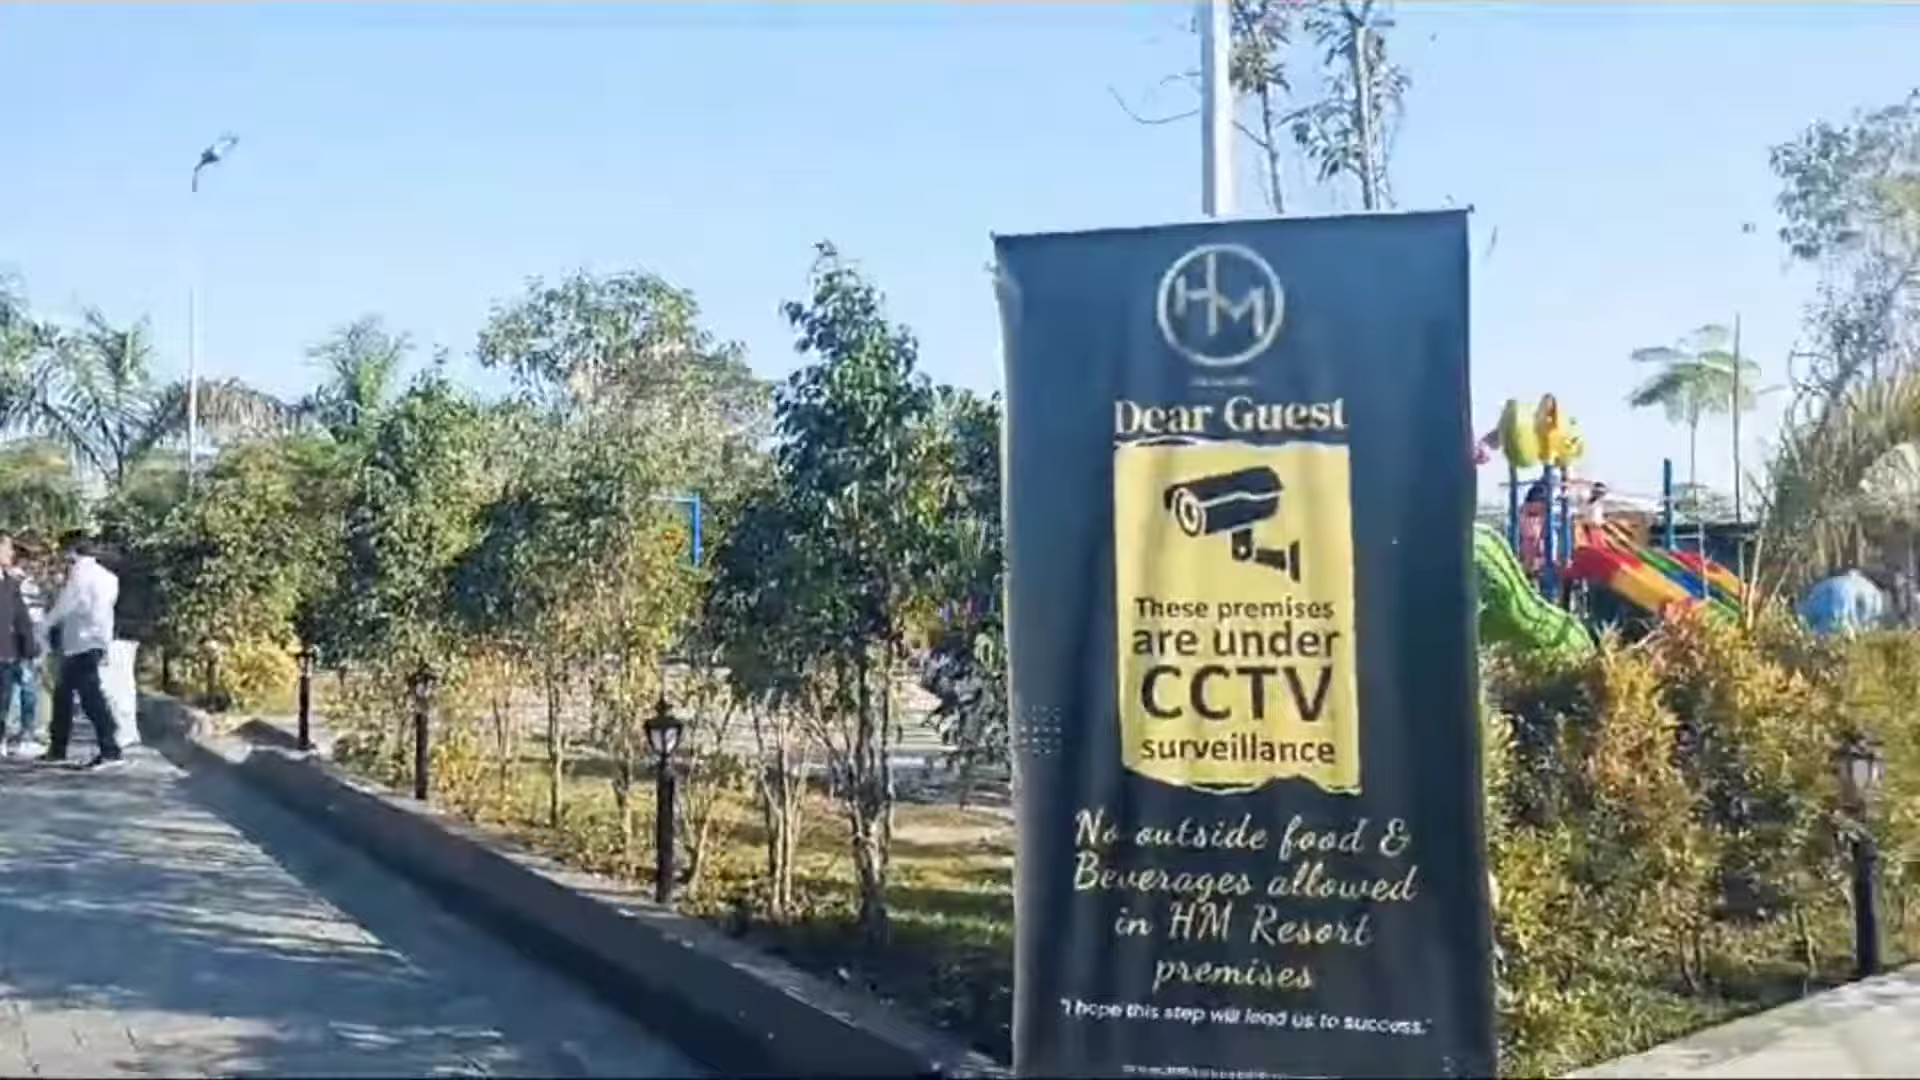 HM
Dear Guest
These premises
are under
CCTV
surveillance
No outside food &
Beverages allowed
in HM Resort
premises
"I hope this step will lead us to success."